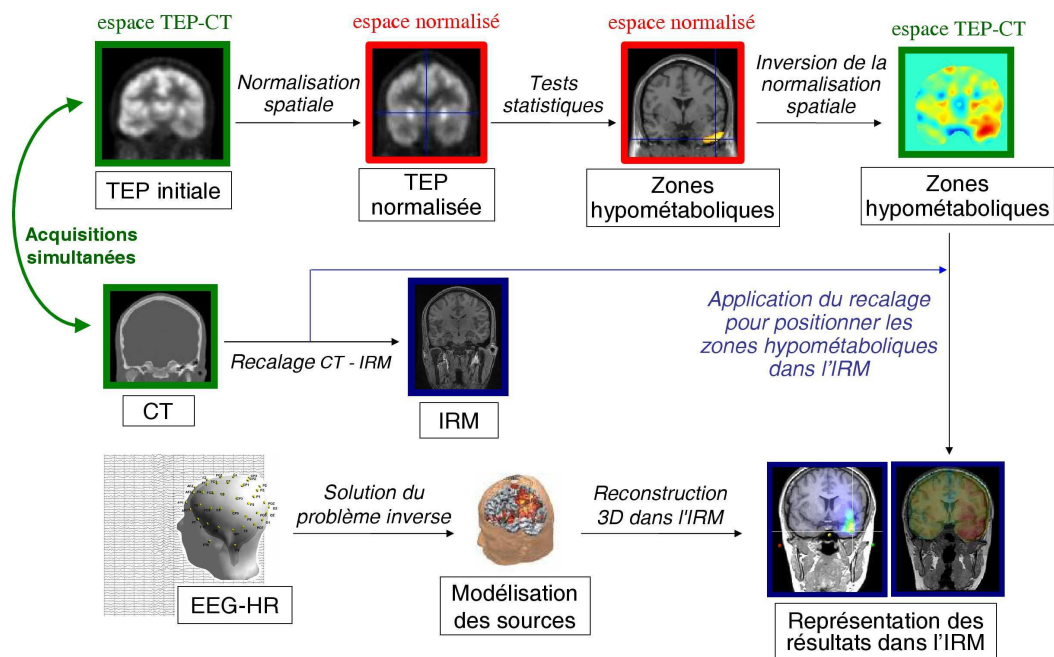 espace TEP-CT
espace normalisé
espace normalisé
espace TEP-CT
Normalisation
spatiale
Tests
statistiques
Inversion de la
normalisation
spatiale
TEP initiale
TEP
normalisée
Zones
hypométaboliques
Zones
hypométaboliques
Acquisitions
simultanées
Application du recalage
pour positionner les
zones hypométaboliques
dans l'IRM
Recalage CT - IRM
CT
IRM
Solution du
problème inverse
Reconstruction
3D dans l'IRM
EEG-HR
Modélisation
des sources
Représentation des
résultats dans l'IRM